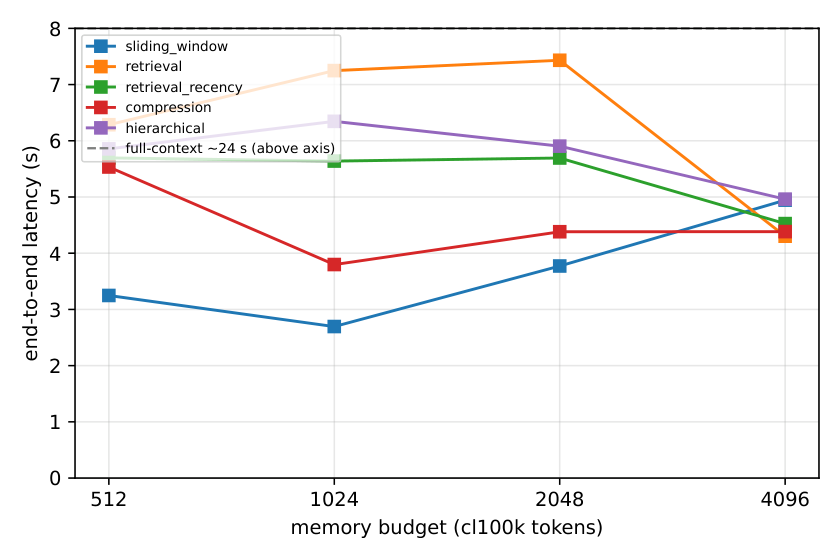 8
7
6
5
4
3
2
1
0
end-to-end latency (s)
sliding_window
retrieval
retrieval_recency
compression
hierarchical
full-context ~24 s (above axis)
512
1024
2048
4096
memory budget (cl100k tokens)